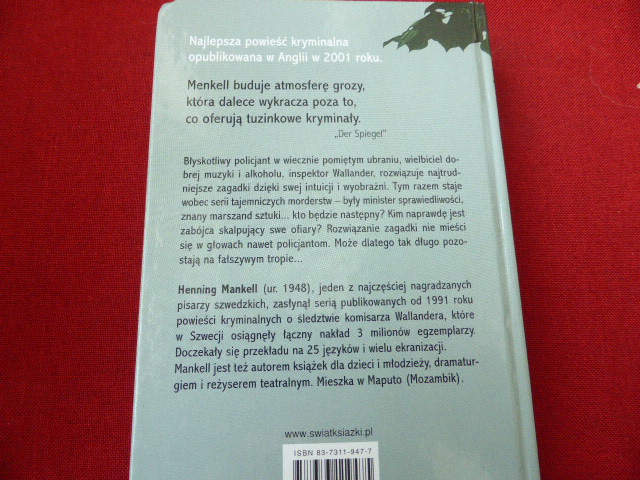 Najlepsza powieść kryminalna
opublikowana w Anglii w 2001 roku.
Menkell buduje atmosferę grozy,
która dalece wykracza poza to,
co oferują tuzinkowe kryminały.
„Der Spiegel"
Błyskotliwy policjant w wiecznie pomiętym ubraniu, wielbiciel do-
brej muzyki i alkoholu, inspektor Wallander, rozwiązuje najtrud-
niejsze zagadki dzięki swej intuicji i wyobraźni. Tym razem staje
wobec serii tajemniczych morderstw – były minister sprawiedliwości,
znany marszand sztuki... kto będzie następny? Kim naprawdę jest
zabójca skalpujący swe ofiary? Rozwiązanie zagadki nie mieści
się w głowach nawet policjantom. Może dlatego tak długo pozo-
stają na fałszywym tropie...
Henning Mankell (ur. 1948), jeden z najczęściej nagradzanych
pisarzy szwedzkich, zasłynął serią publikowanych od 1991 roku
powieści kryminalnych o śledztwie komisarza Wallandera, które
w Szwecji osiągnęły łączny nakład 3 milionów egzemplarzy.
Doczekały się przekładu na 25 języków i wielu ekranizacji.
Mankell jest też autorem książek dla dzieci i młodzieży, dramatur-
giem i reżyserem teatralnym. Mieszka w Maputo (Mozambik).
www.swiatksiazki.pl
ISBN 83-7311-947-7